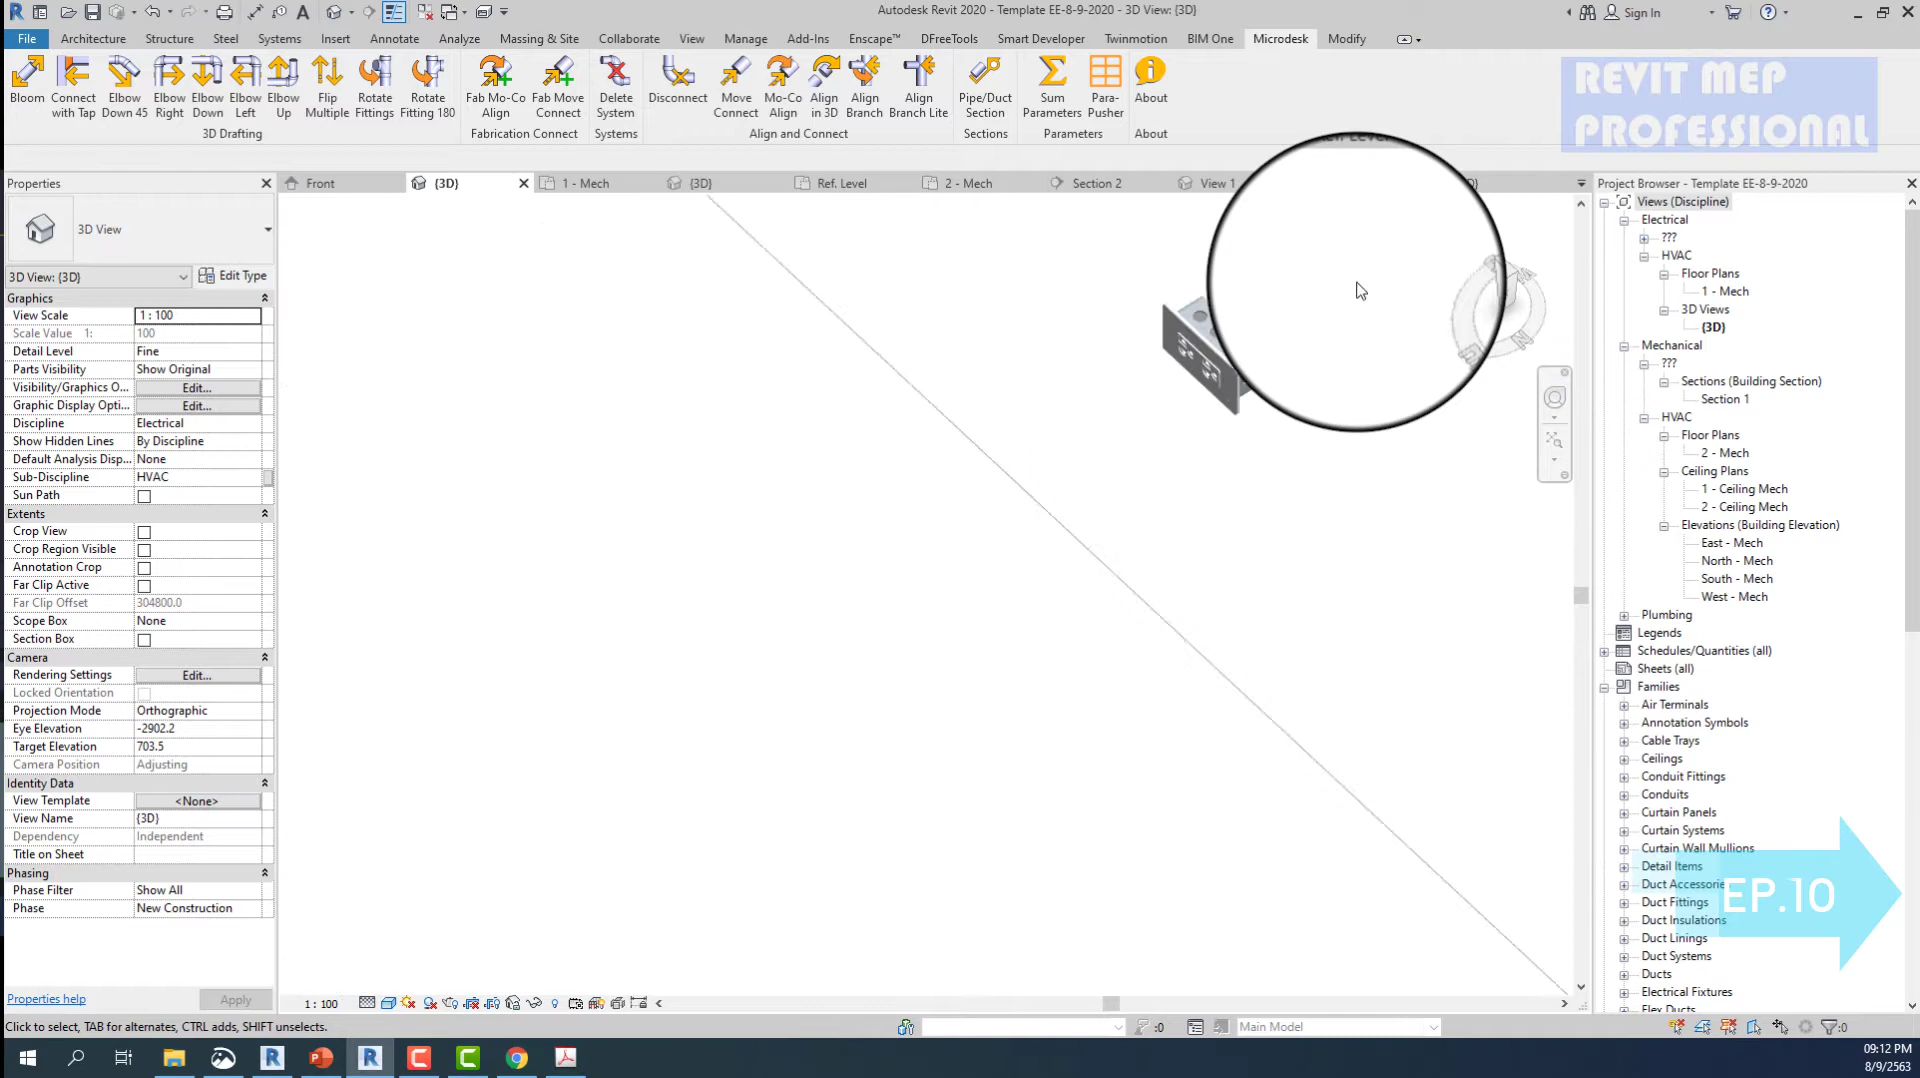 Autodesk Revit 2020 - Template EE-8-9-2020 - 3D View: {3D}
Sign In
File Architecture Structure Steel Systems Insert Annotate Analyze Massing & Site Collaborate View Manage Add-Ins Enscape™ DFreeTools Smart Developer Twinmotion BIM One Microdesk Modify
Bloom
Connect with Tap
Elbow Down 45
Elbow Right
Elbow Down
Elbow Left
Elbow Up
Flip Multiple
Rotate Fittings
Rotate Fitting 180
Fab Mo-Co Align
Fab Move Connect
Delete System
Disconnect
Move Connect
Mo-Co Align
Align in 3D
Align Branch
Align Branch Lite
Pipe/Duct Section
Sum Parameters
Para-Pusher
About
3D Drafting
Fabrication Connect
Systems
Align and Connect
Sections
Parameters
About
REVIT MEP
PROFESSIONAL
Front
{3D}
1 - Mech
{3D}
Ref. Level
2 - Mech
Section 2
View 1
Properties
3D View
3D View: {3D}
Edit Type
Graphics
View Scale 1 : 100
Scale Value 1: 100
Detail Level Fine
Parts Visibility Show Original
Visibility/Graphics O... Edit...
Graphic Display Opti... Edit...
Discipline Electrical
Show Hidden Lines By Discipline
Default Analysis Disp... None
Sub-Discipline HVAC
Sun Path
Extents
Crop View
Crop Region Visible
Annotation Crop
Far Clip Active
Far Clip Offset 304800.0
Scope Box None
Section Box
Camera
Rendering Settings Edit...
Locked Orientation
Projection Mode Orthographic
Eye Elevation -2902.2
Target Elevation 703.5
Camera Position Adjusting
Identity Data
View Template <None>
View Name {3D}
Dependency Independent
Title on Sheet
Phasing
Phase Filter Show All
Phase New Construction
Properties help
Apply
Project Browser - Template EE-8-9-2020
Views (Discipline)
Electrical
???
HVAC
Floor Plans
1 - Mech
3D Views
{3D}
Mechanical
???
Sections (Building Section)
Section 1
HVAC
Floor Plans
2 - Mech
Ceiling Plans
1 - Ceiling Mech
2 - Ceiling Mech
Elevations (Building Elevation)
East - Mech
North - Mech
South - Mech
West - Mech
Plumbing
Legends
Schedules/Quantities (all)
Sheets (all)
Families
Air Terminals
Annotation Symbols
Cable Trays
Ceilings
Conduit Fittings
Conduits
Curtain Panels
Curtain Systems
Curtain Wall Mullions
Detail Items
Duct Accessories
Duct Fittings
Duct Insulations
Duct Linings
Duct Systems
Ducts
Electrical Fixtures
Flex Ducts
EP.10
1 : 100
Click to select, TAB for alternates, CTRL adds, SHIFT unselects.
:0
Main Model
:0
09:12 PM
8/9/2563